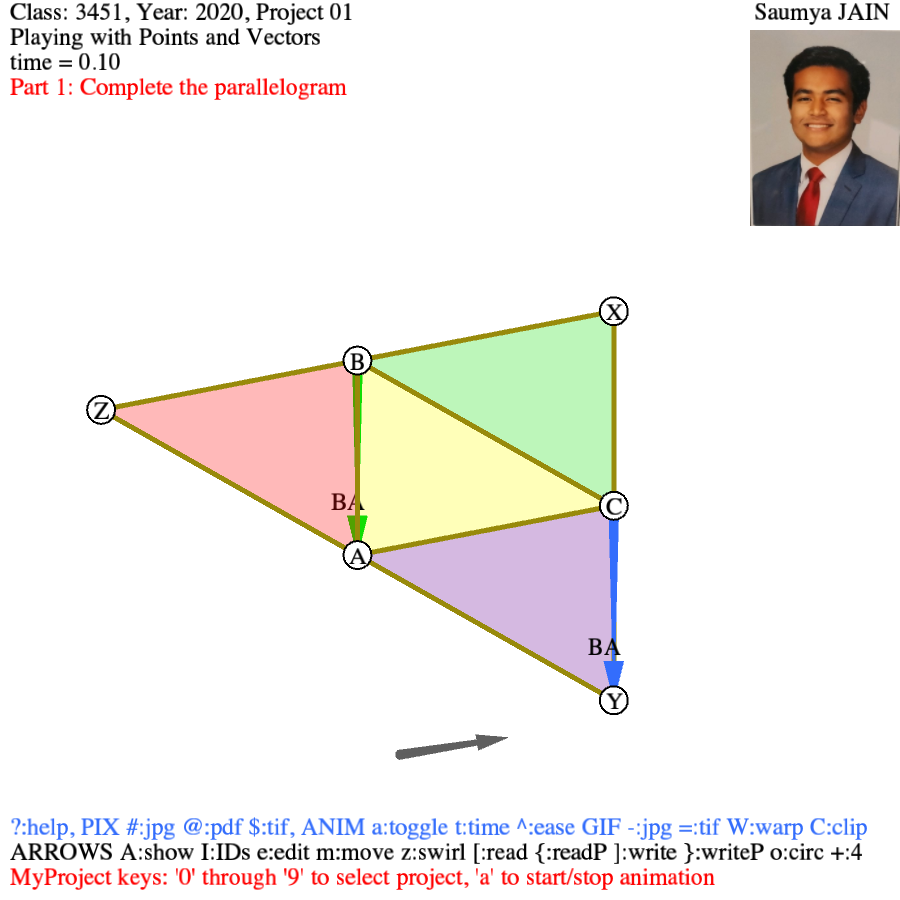 Class: 3451, Year: 2020, Project 01
Saumya JAIN
Playing with Points and Vectors
time = 0.10
Part 1: Complete the parallelogram
X
B
Z
BA
C
A
BA
Y
?:help, PIX #:jpg @:pdf $:tif, ANIM a:toggle t:time ^:ease GIF -:jpg =:tif W:warp C:clip
ARROWS A:show I:IDs e:edit m:move z:swirl [:read {:readP ]:write }:writeP o:circ +:4
MyProject keys: '0' through '9' to select project, 'a' to start/stop animation